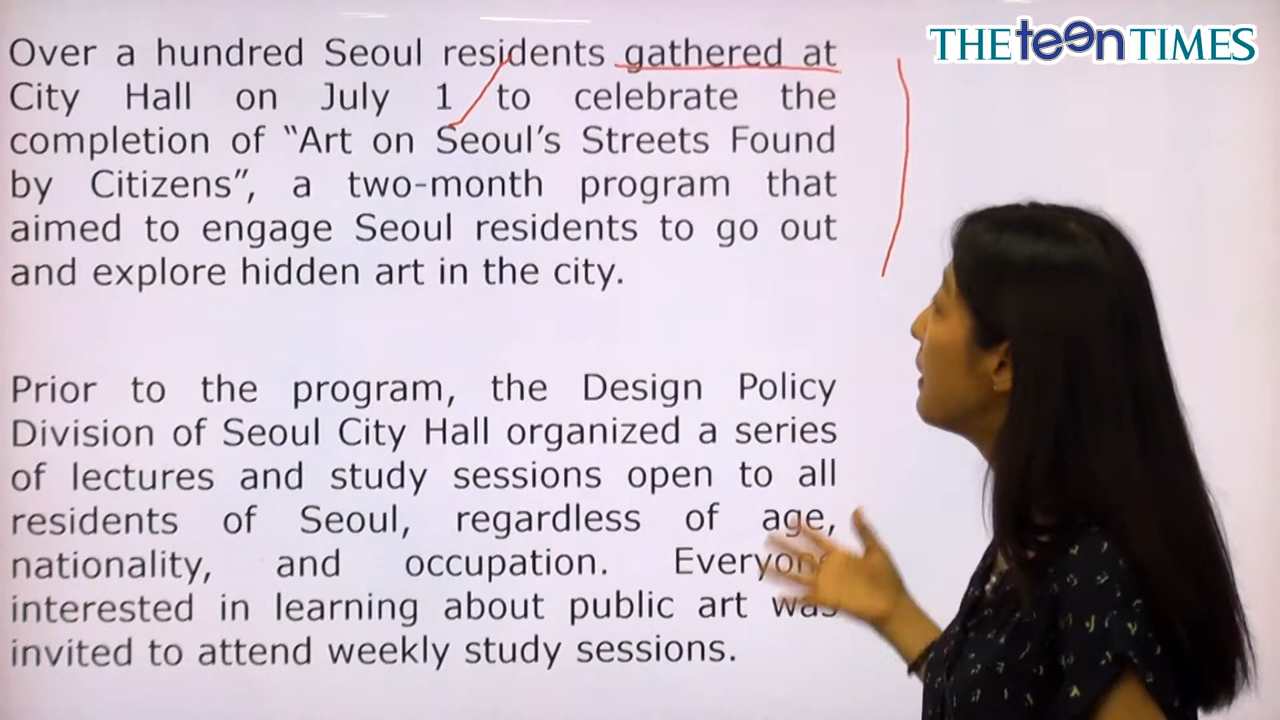 THE teen TIMES
Over a hundred Seoul residents gathered at
City Hall on July 1 to celebrate the
completion of “Art on Seoul’s Streets Found
by Citizens”, a two-month program that
aimed to engage Seoul residents to go out
and explore hidden art in the city.
Prior to the program, the Design Policy
Division of Seoul City Hall organized a series
of lectures and study sessions open to all
residents of Seoul, regardless of age,
nationality, and occupation. Everyone
interested in learning about public art was
invited to attend weekly study sessions.